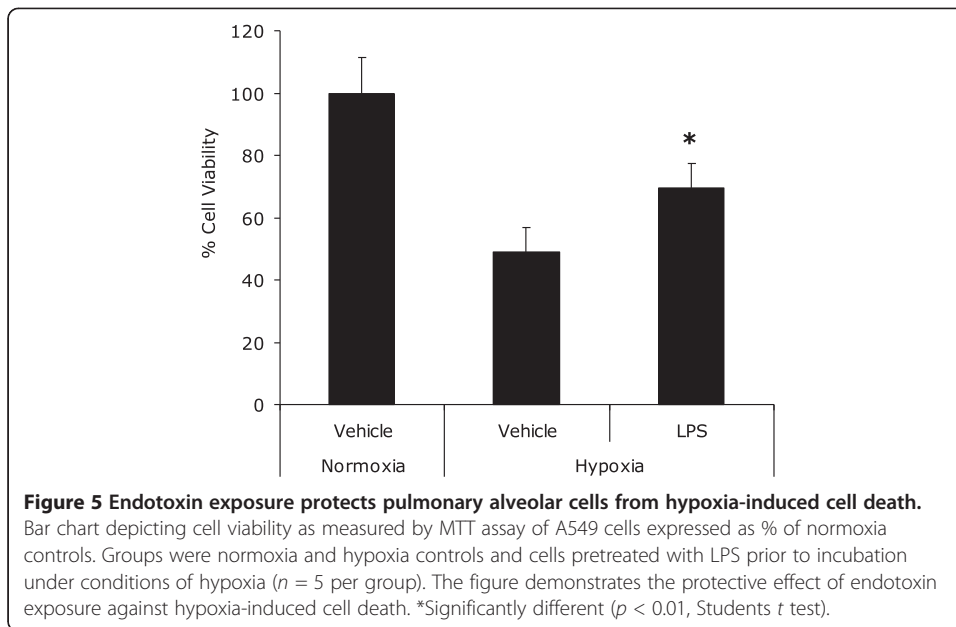 120
100
80
60
40
20
0
% Cell Viability
*
Vehicle
Vehicle
LPS
Normoxia
Hypoxia
Figure 5 Endotoxin exposure protects pulmonary alveolar cells from hypoxia-induced cell death.
Bar chart depicting cell viability as measured by MTT assay of A549 cells expressed as % of normoxia
controls. Groups were normoxia and hypoxia controls and cells pretreated with LPS prior to incubation
under conditions of hypoxia (n = 5 per group). The figure demonstrates the protective effect of endotoxin
exposure against hypoxia-induced cell death. *Significantly different (p < 0.01, Students t test).